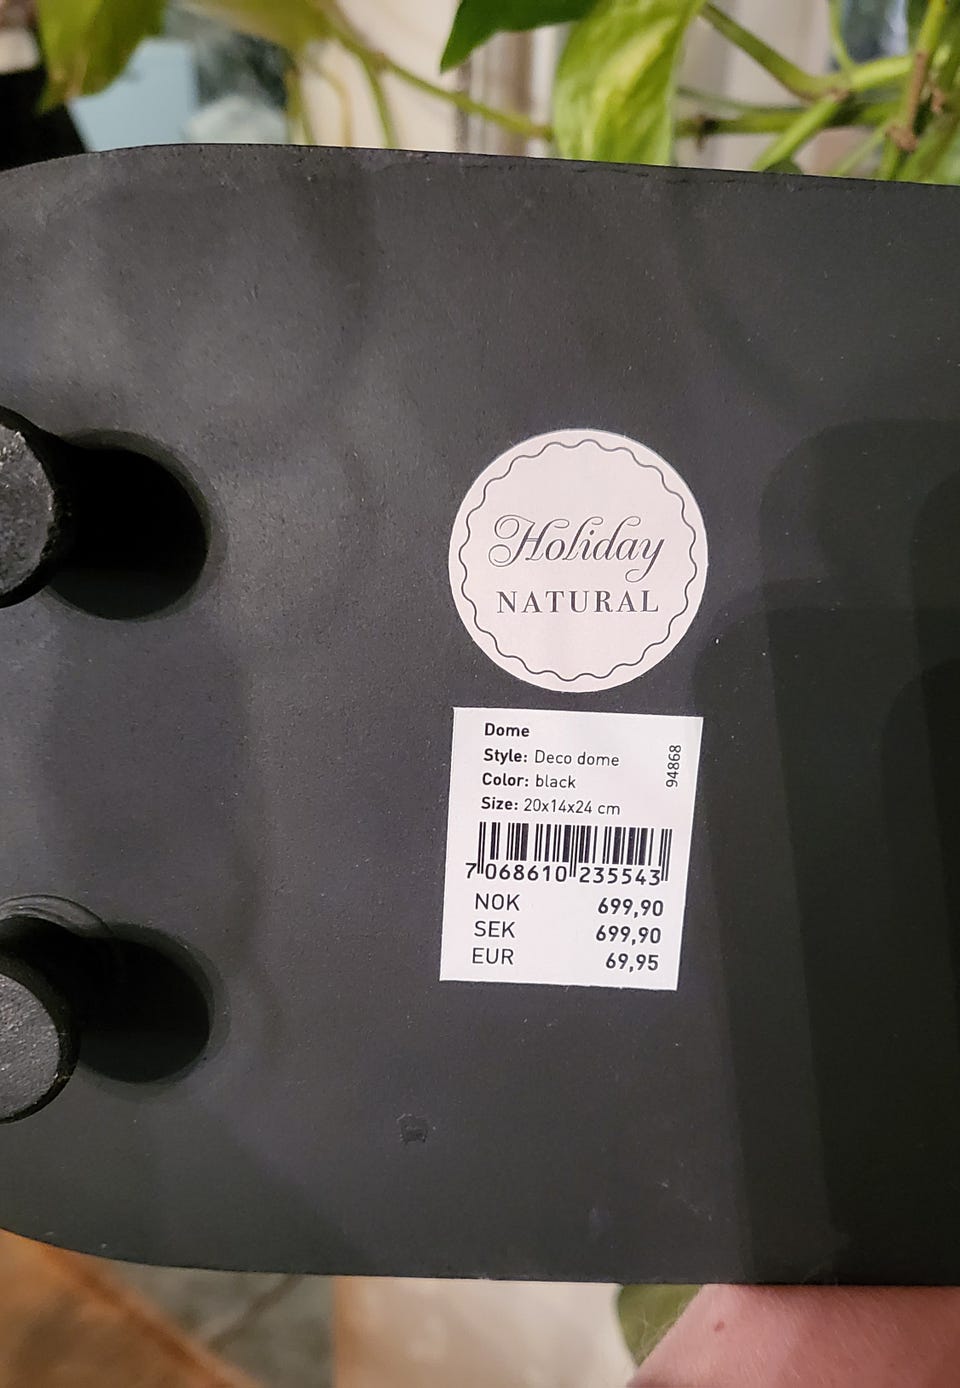 Holiday
NATURAL
Dome
Style: Deco dome
Color: black
Size: 20x14x24 cm
94868
7 068610 235543
NOK 699,90
SEK 699,90
EUR 69,95